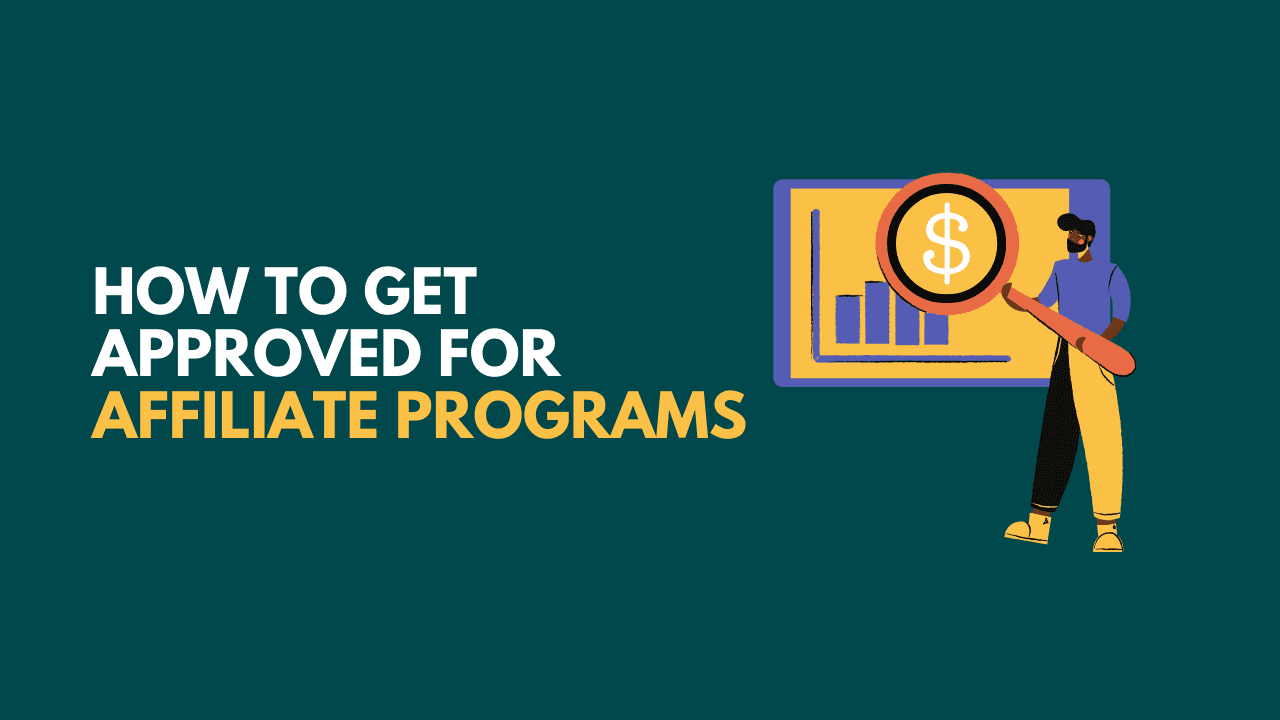 HOW TO GET
APPROVED FOR
AFFILIATE PROGRAMS
$